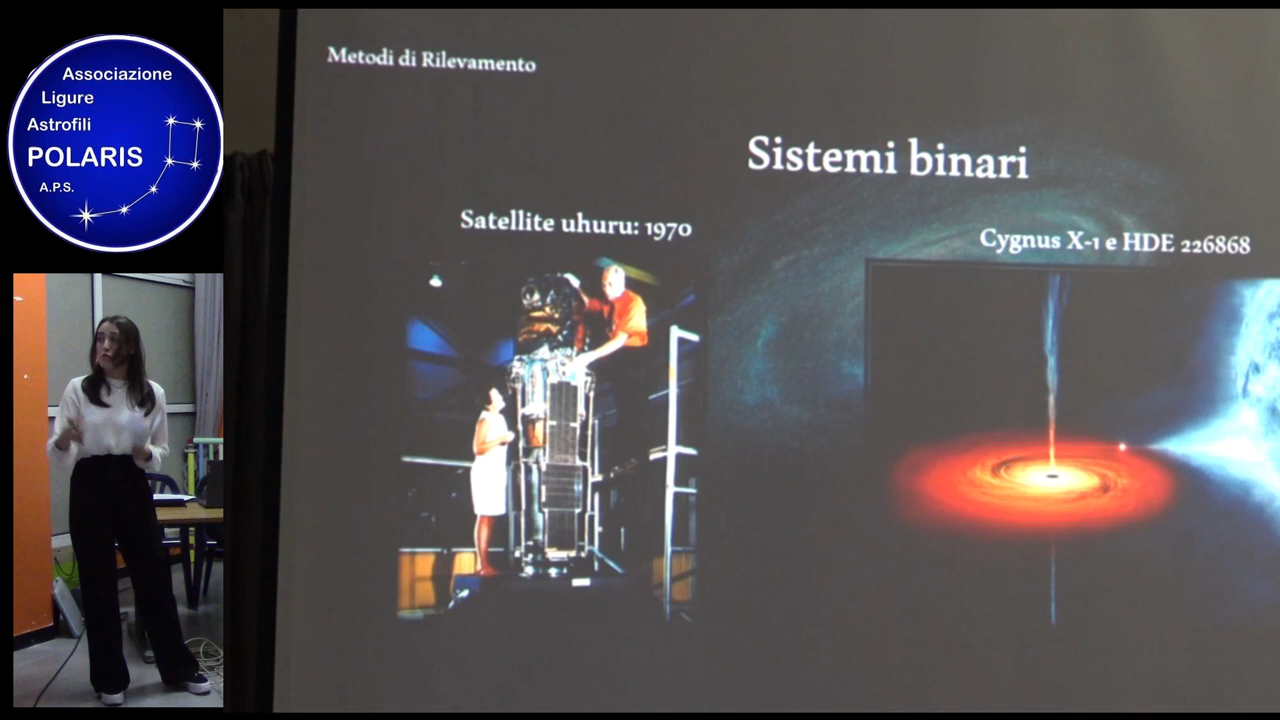 Associazione
Ligure
Astrofili
POLARIS
A.P.S.
Metodi di Rilevamento
Sistemi binari
Satellite uhuru: 1970
Cygnus X-1 e HDE 226868